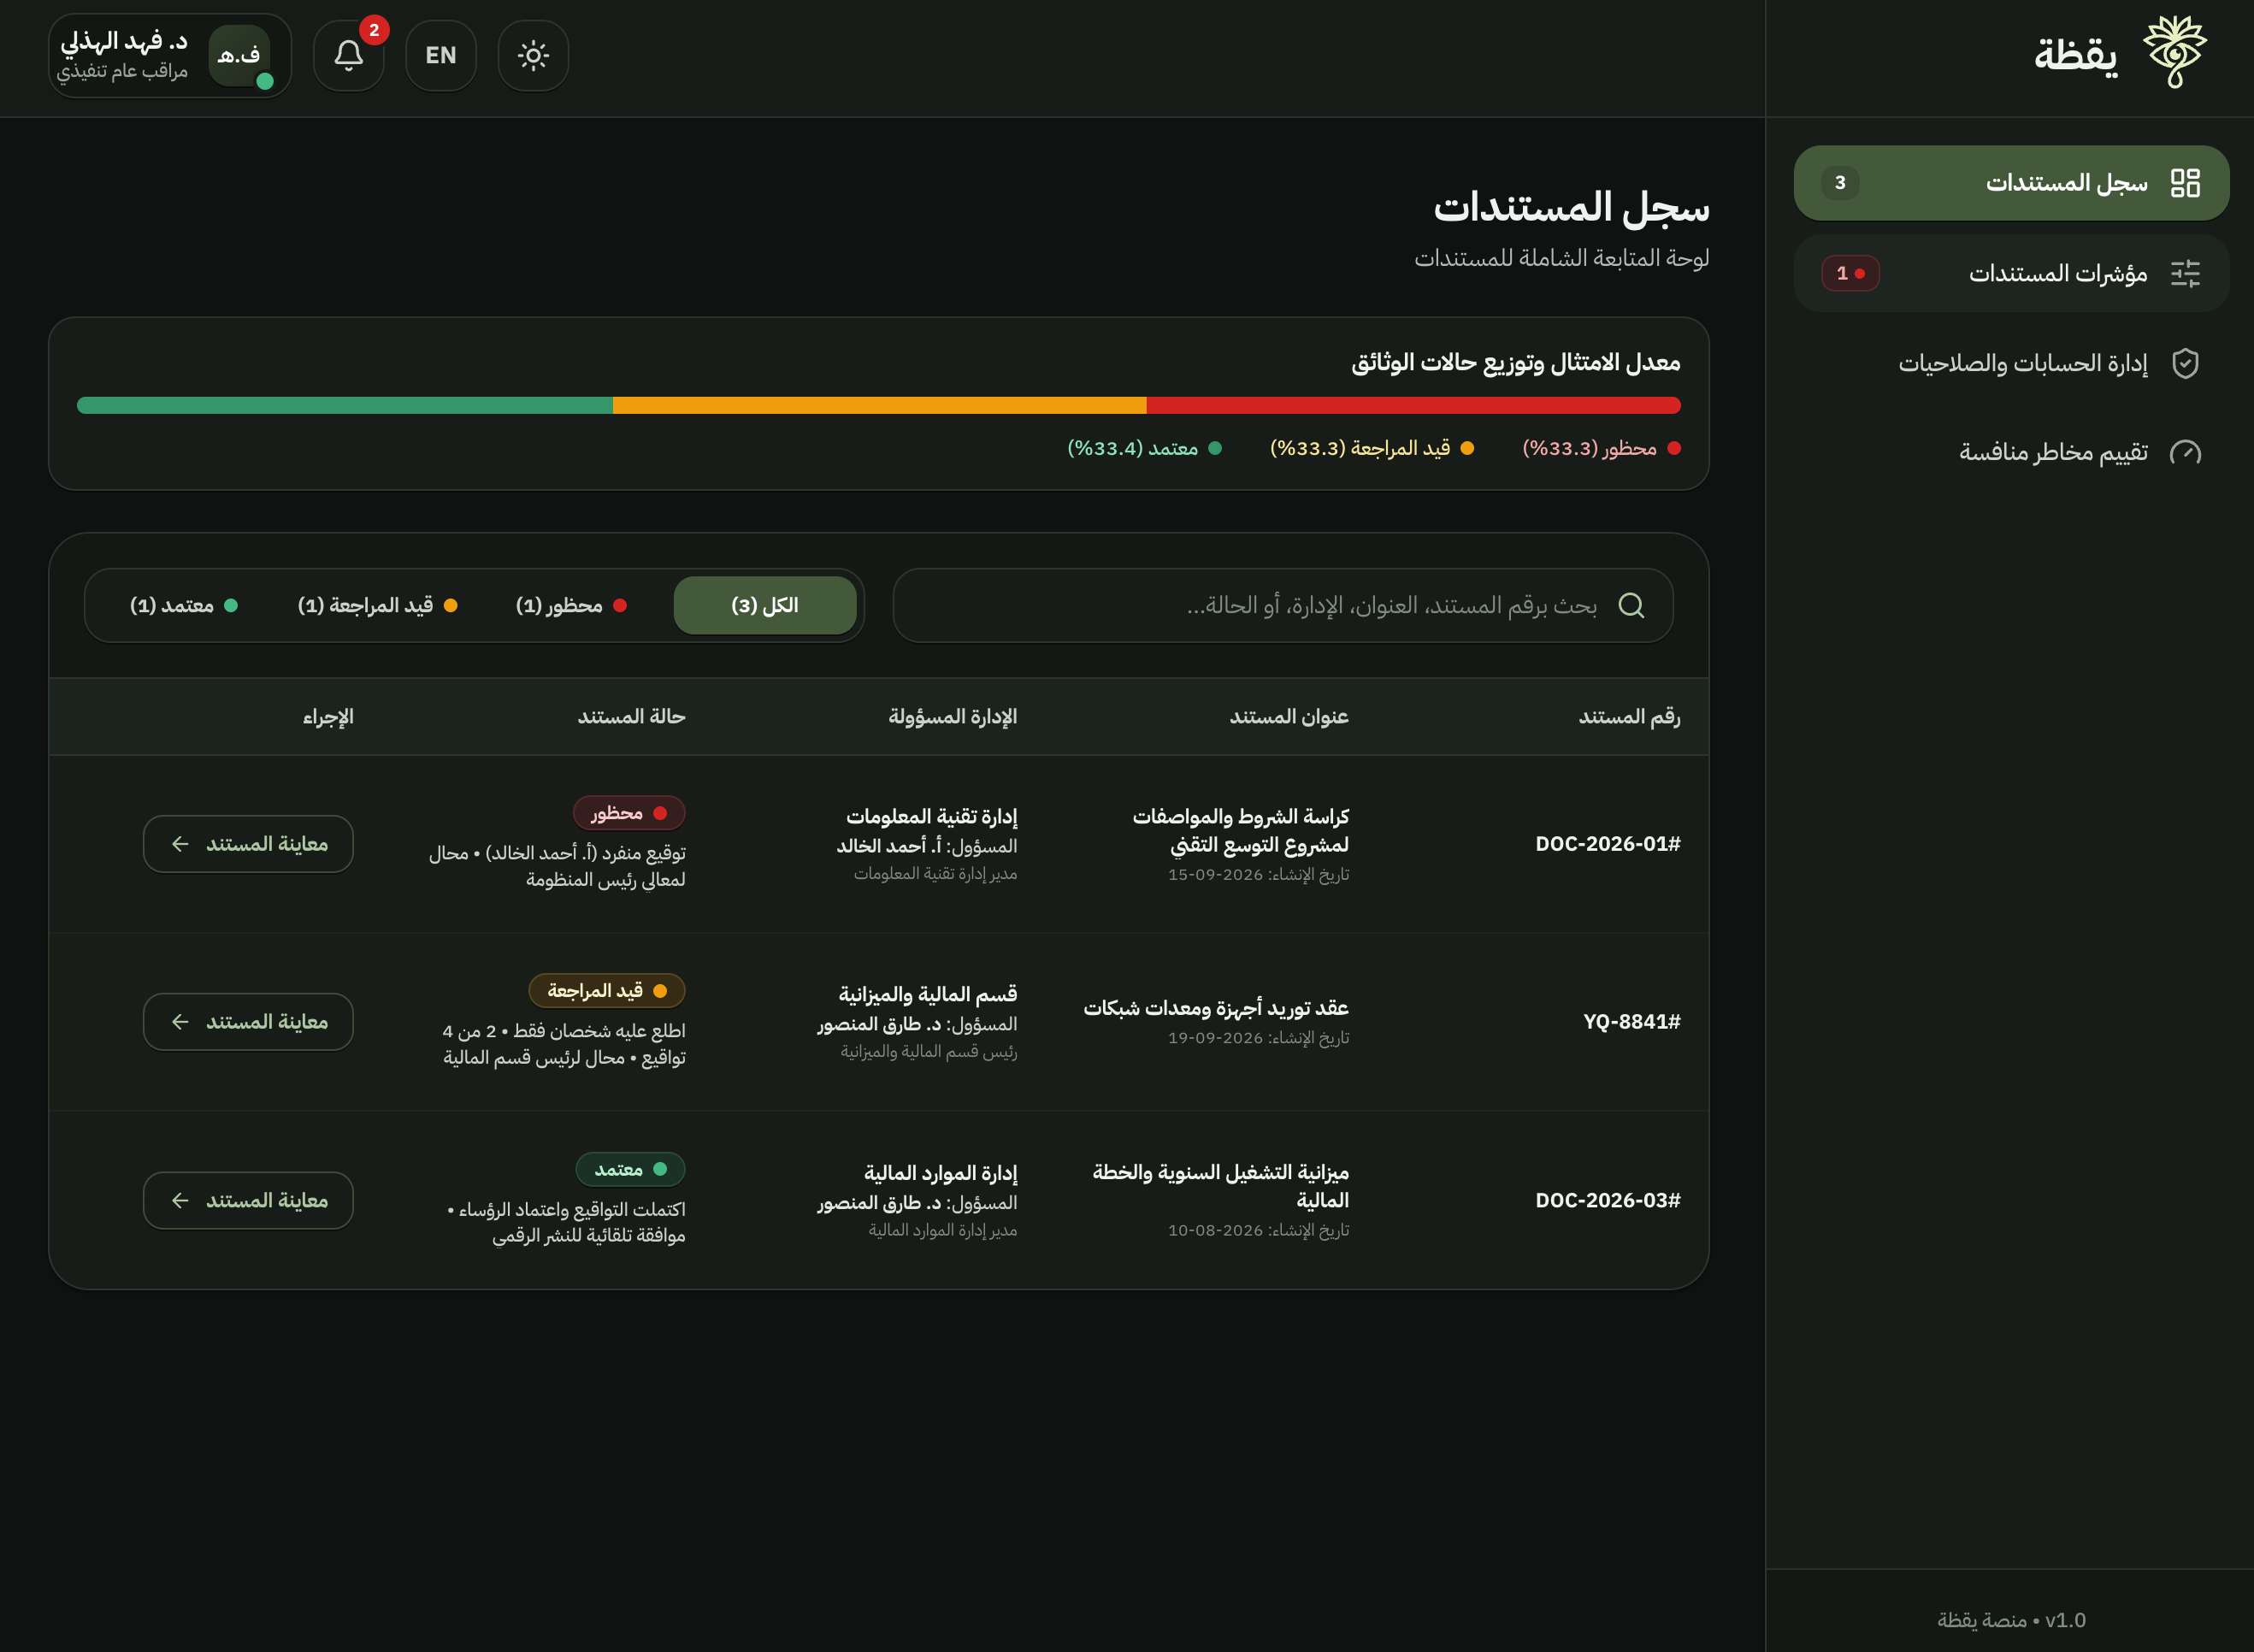 يقظة
EN
2
ف.هـ
د. فهد الهذلي
مراقب عام تنفيذي
سجل المستندات
3
مؤشرات المستندات
1
إدارة الحسابات والصلاحيات
تقييم مخاطر منافسة
سجل المستندات
لوحة المتابعة الشاملة للمستندات
معدل الامتثال وتوزيع حالات الوثائق
محظور (33.3%)
قيد المراجعة (33.3%)
معتمد (33.4%)
بحث برقم المستند، العنوان، الإدارة، أو الحالة...
الكل (3)
محظور (1)
قيد المراجعة (1)
معتمد (1)
رقم المستند
عنوان المستند
الإدارة المسؤولة
حالة المستند
الإجراء
DOC-2026-01#
كراسة الشروط والمواصفات
لمشروع التوسع التقني
تاريخ الإنشاء: 2026-09-15
إدارة تقنية المعلومات
المسؤول: أ. أحمد الخالد
مدير إدارة تقنية المعلومات
محظور
توقيع منفرد (أ. أحمد الخالد) • محال
لمعالي رئيس المنظومة
معاينة المستند ←
YQ-8841#
عقد توريد أجهزة ومعدات شبكات
تاريخ الإنشاء: 2026-09-19
قسم المالية والميزانية
المسؤول: د. طارق المنصور
رئيس قسم المالية والميزانية
قيد المراجعة
اطلع عليه شخصان فقط • 2 من 4
تواقيع • محال لرئيس قسم المالية
معاينة المستند ←
DOC-2026-03#
ميزانية التشغيل السنوية والخطة
المالية
تاريخ الإنشاء: 2026-08-10
إدارة الموارد المالية
المسؤول: د. طارق المنصور
مدير إدارة الموارد المالية
معتمد
اكتملت التواقيع واعتماد الرؤساء •
موافقة تلقائية للنشر الرقمي
معاينة المستند ←
v1.0 • منصة يقظة